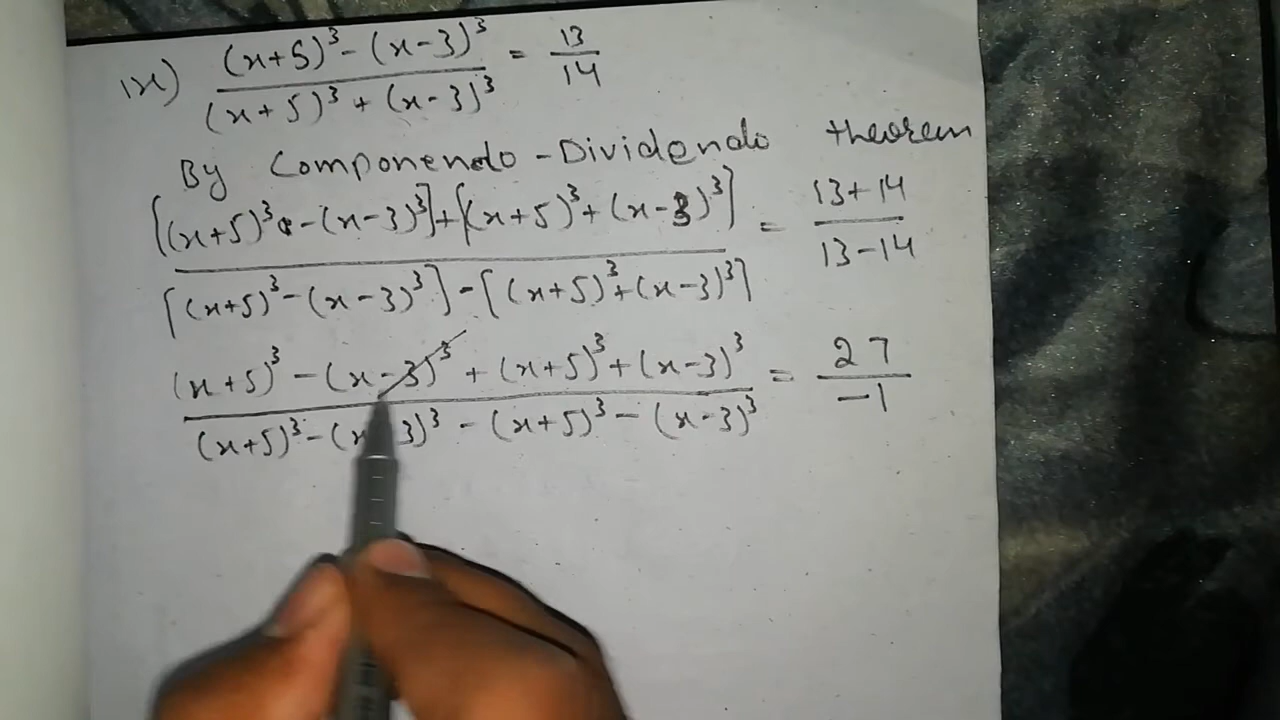 ix) ((x+5)³-(x-3)³)/((x+5)³+(x-3)³) = 13/14
By Componendo-Dividendo theorem
([(x+5)³-(x-3)³]+[(x+5)³+(x-3)³])/([(x+5)³-(x-3)³]-[(x+5)³+(x-3)³]) = (13+14)/(13-14)
((x+5)³-(x-3)³+(x+5)³+(x-3)³)/((x+5)³-(x-3)³-(x+5)³-(x-3)³) = 27/-1